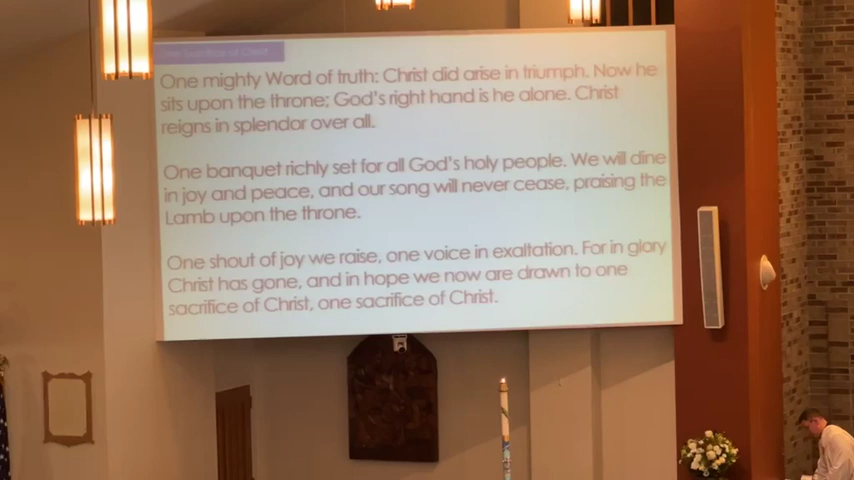 One Sacrifice of Christ
One mighty Word of truth: Christ did arise in triumph. Now he
sits upon the throne; God's right hand is he alone. Christ
reigns in splendor over all.
One banquet richly set for all God's holy people. We will dine
in joy and peace, and our song will never cease, praising the
Lamb upon the throne.
One shout of joy we raise, one voice in exaltation. For in glory
Christ has gone, and in hope we now are drawn to one
sacrifice of Christ, one sacrifice of Christ.